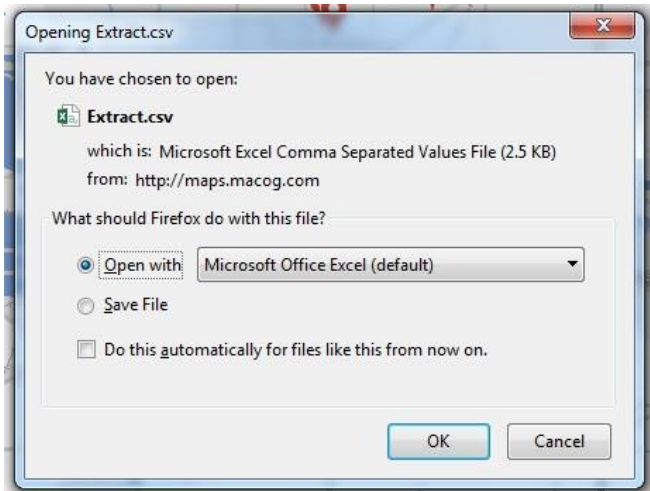 Opening Extract.csv
You have chosen to open:
Extract.csv
which is: Microsoft Excel Comma Separated Values File (2.5 KB)
from: http://maps.macog.com
What should Firefox do with this file?
Open with Microsoft Office Excel (default)
Save File
Do this automatically for files like this from now on.
OK Cancel